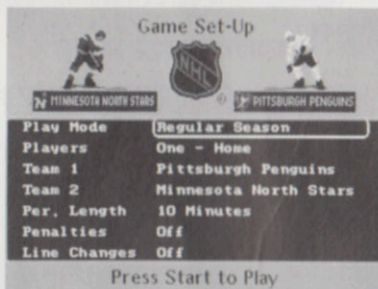 Game Set-Up
NHL
®
MINNESOTA NORTH STARS
PITTSBURGH PENGUINS
Play Mode Regular Season
Players One - Home
Team 1 Pittsburgh Penguins
Team 2 Minnesota North Stars
Per. Length 10 Minutes
Penalties Off
Line Changes Off
Press Start to Play